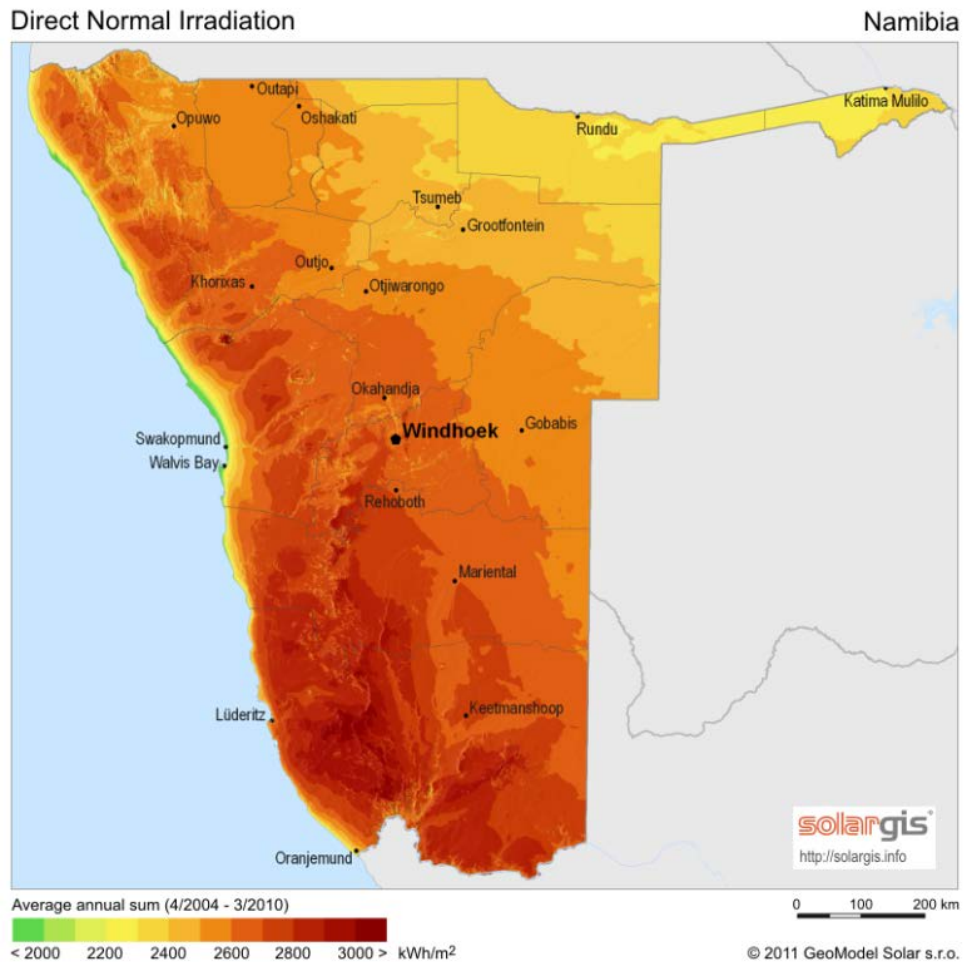 Direct Normal Irradiation
Namibia
Outapi
Katima Mulilo
Opuwo
Oshakati
Rundu
Tsumeb
Grootfontein
Outjo
Khorixas
Otjiwarongo
Okahandja
Gobabis
Windhoek
Swakopmund
Walvis Bay
Rehoboth
Mariental
Lüderitz
Keetmanshoop
solargis
http://solargis.info
Oranjemund
Average annual sum (4/2004 - 3/2010)
0 100 200 km
< 2000 2200 2400 2600 2800 3000 > kWh/m²
© 2011 GeoModel Solar s.r.o.